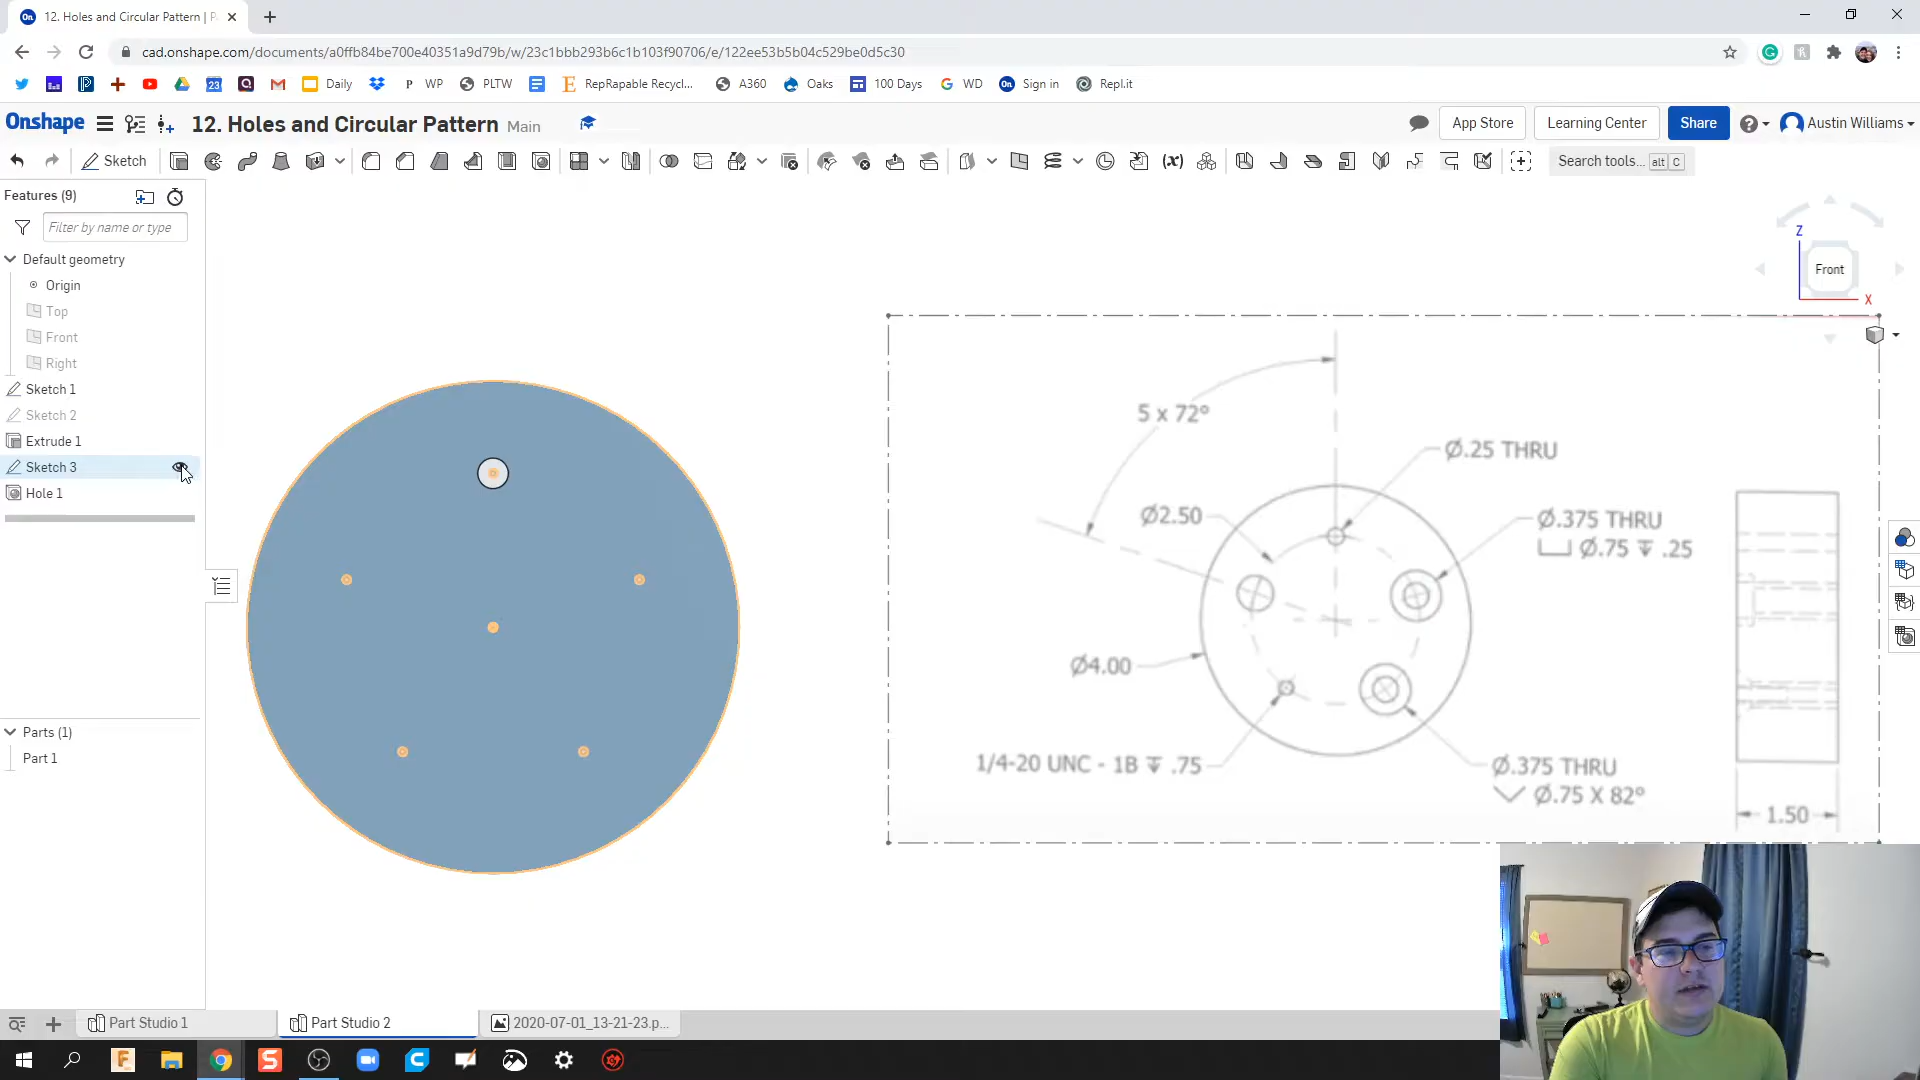 12. Holes and Circular Pattern | P
cad.onshape.com/documents/a0ffb84be700e40351a9d79b/w/23c1bbb293b6c1b103f90706/e/122ee53b5b04c529be0d5c30
23 Daily P WP PLTW RepRapable Recycl... A360 Oaks 100 Days WD On Sign in Repl.it
Onshape 12. Holes and Circular Pattern Main App Store Learning Center Share Austin Williams
Sketch Search tools... alt C
Features (9)
Filter by name or type
Default geometry
Origin
Top
Front
Right
Sketch 1
Sketch 2
Extrude 1
Sketch 3
Hole 1
Parts (1)
Part 1
Z
Front
X
5 x 72°
Ø.25 THRU
Ø2.50
Ø.375 THRU
⌴ Ø.75 ↧ .25
Ø4.00
1/4-20 UNC - 1B ↧ .75
Ø.375 THRU
⌵ Ø.75 X 82°
1.50
Part Studio 1 Part Studio 2 2020-07-01_13-21-23.p...